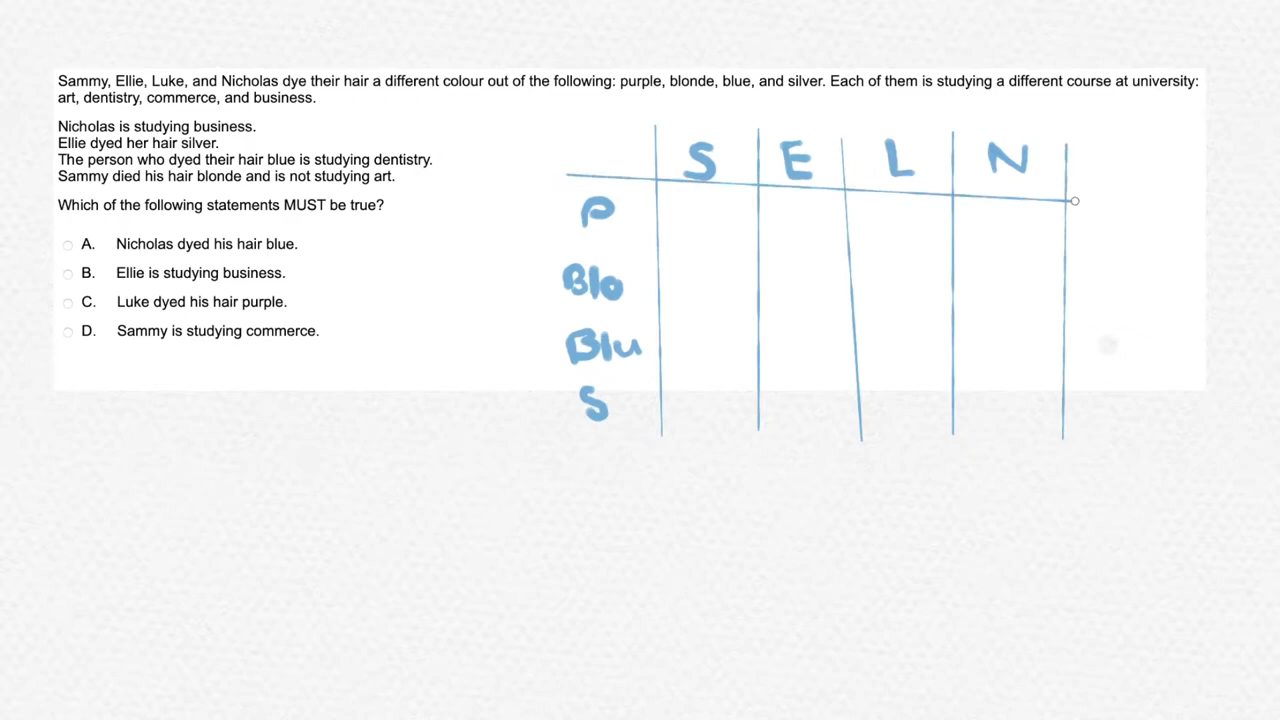 Sammy, Ellie, Luke, and Nicholas dye their hair a different colour out of the following: purple, blonde, blue, and silver. Each of them is studying a different course at university:
art, dentistry, commerce, and business.
Nicholas is studying business.
Ellie dyed her hair silver.
The person who dyed their hair blue is studying dentistry.
Sammy died his hair blonde and is not studying art.
Which of the following statements MUST be true?
A. Nicholas dyed his hair blue.
B. Ellie is studying business.
C. Luke dyed his hair purple.
D. Sammy is studying commerce.
S E L N
P
Blo
Blu
S